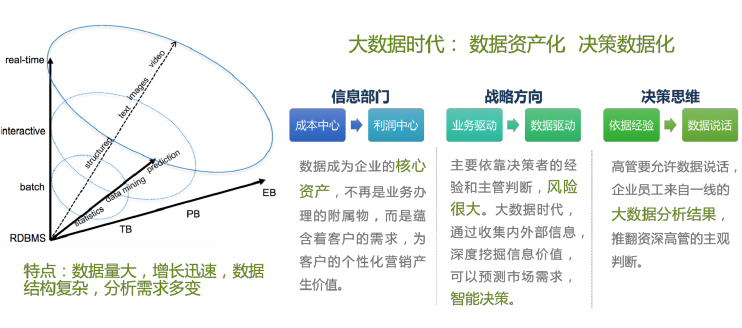 大数据时代：数据资产化 决策数据化
real-time
interactive
batch
RDBMS
TB
PB
EB
structured
text
images
video
statistics
data mining
prediction
特点：数据量大，增长迅速，数据
结构复杂，分析需求多变
信息部门
成本中心
利润中心
数据成为企业的核心
资产，不再是业务办
理的附属物，而是蕴
含着客户的需求，为
客户的个性化营销产
生价值。
战略方向
业务驱动
数据驱动
主要依靠决策者的经
验和主管判断，风险
很大。大数据时代，
通过收集内外部信息，
深度挖掘信息价值，
可以预测市场需求，
智能决策。
决策思维
依据经验
数据说话
高管要允许数据说话，
企业员工来自一线的
大数据分析结果，
推翻资深高管的主观
判断。